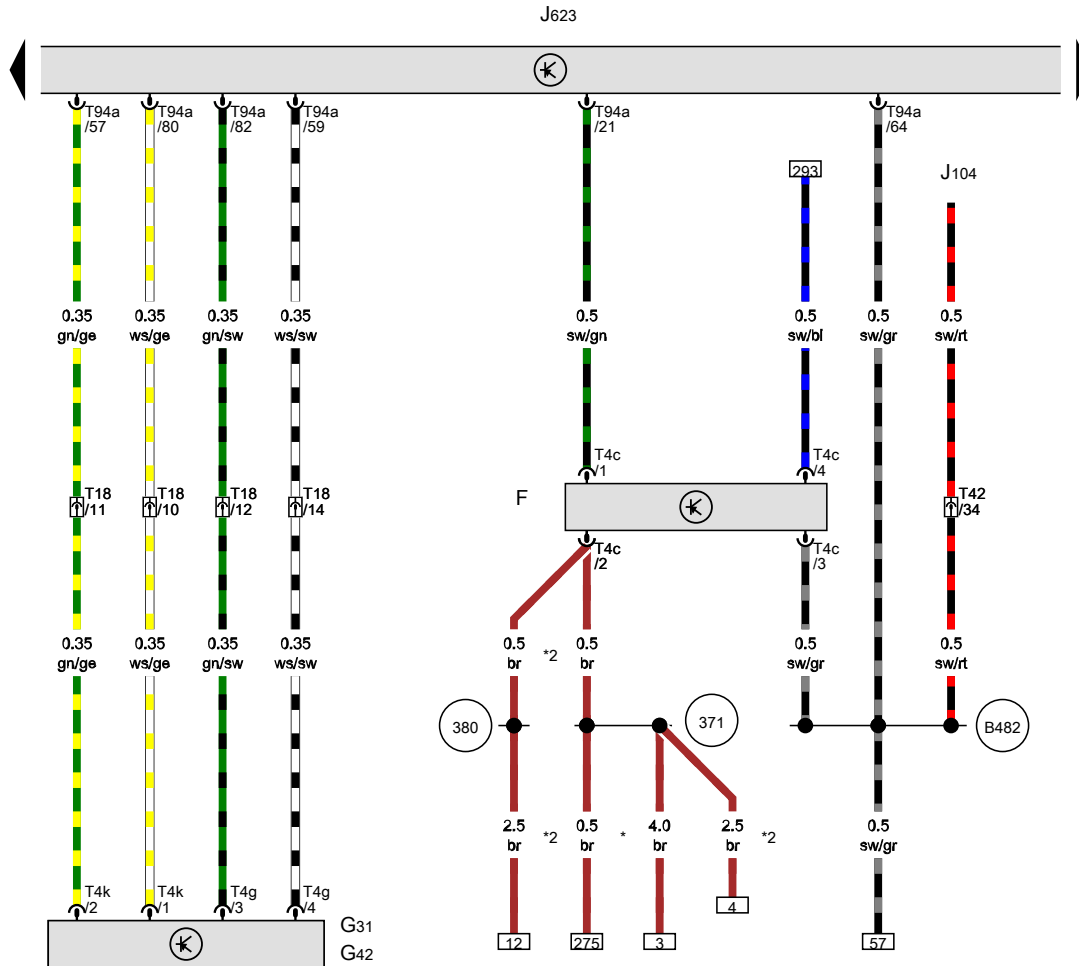 J623
T94a
/57
T94a
/80
T94a
/82
T94a
/59
T94a
/21
T94a
/64
293
J104
0.35
gn/ge
0.35
ws/ge
0.35
gn/sw
0.35
ws/sw
0.5
sw/gn
0.5
sw/bl
0.5
sw/gr
0.5
sw/rt
T4c
/1
T4c
/4
T18
/11
T18
/10
T18
/12
T18
/14
F
T42
/34
T4c
/2
T4c
/3
0.35
gn/ge
0.35
ws/ge
0.35
gn/sw
0.35
ws/sw
0.5
br
*2
0.5
br
0.5
sw/gr
0.5
sw/rt
380
371
B482
2.5
br
*2
0.5
br
*
4.0
br
2.5
br
*2
0.5
sw/gr
T4k
/2
T4k
/1
T4g
/3
T4g
/4
4
G31
G42
12
275
3
57